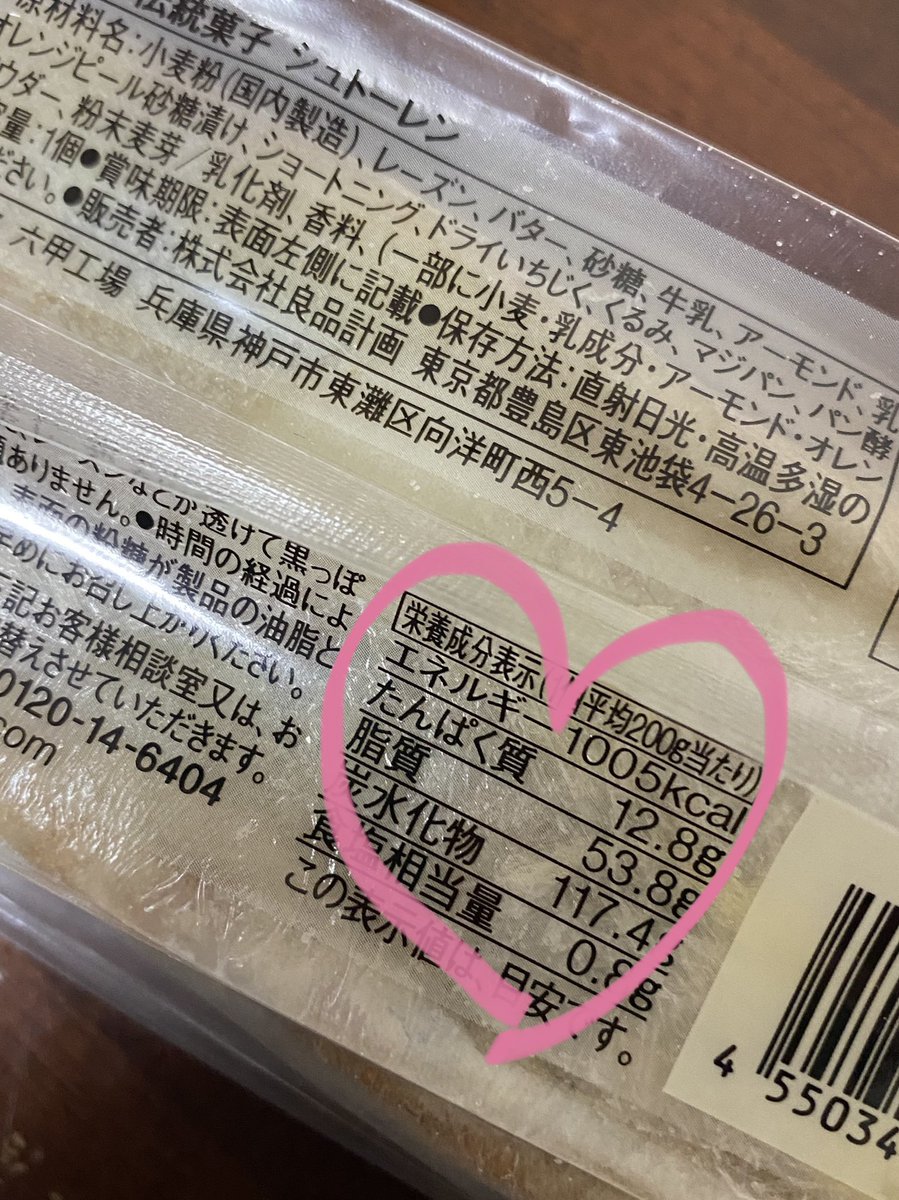 伝統菓子 シュトーレン
原材料名:小麦粉(国内製造)、レーズン、バター、砂糖、牛乳、アーモンド、乳
オレンジピール砂糖漬け、ショートニング、ドライいちじく、くるみ、マジパン、パン酵
ウダー、粉末麦芽/乳化剤、香料、(一部に小麦・乳成分・アーモンド・オレン
容量:1個●賞味期限:表面左側に記載●保存方法:直射日光・高温多湿の
ださい。●販売者:株式会社良品計画 東京都豊島区東池袋4-26-3
六甲工場 兵庫県神戸市東灘区向洋町西5-4
などが透けて黒っぽ
題ありません。●時間の経過によ
表面の粉糖が製品の油脂と
早めにお召し上がりください。
記お客様相談室又は、お
替えさせていただきます。
0120-14-6404
com
栄養成分表示 平均200g当たり)
エネルギー 1005kcal
たんぱく質 12.8g
脂質 53.8g
炭水化物 117.4g
食塩相当量 0.8g
この表示値は、目安です。
4 55034